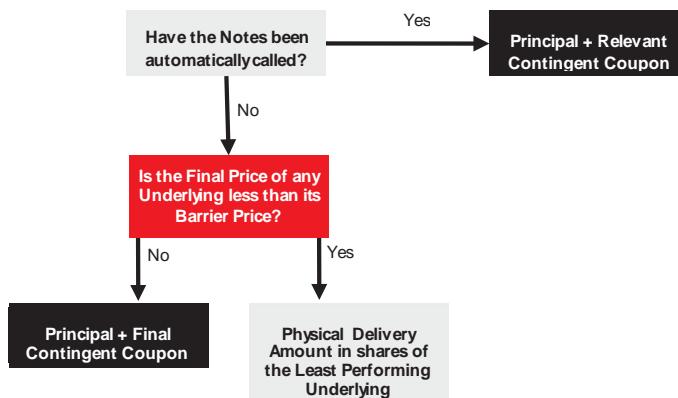 Have the Notes been
automatically called?
Yes
Principal + Relevant
Contingent Coupon
No
Is the Final Price of any
Underlying less than its
Barrier Price?
No
Yes
Principal + Final
Contingent Coupon
Physical Delivery
Amount in shares of
the Least Performing
Underlying